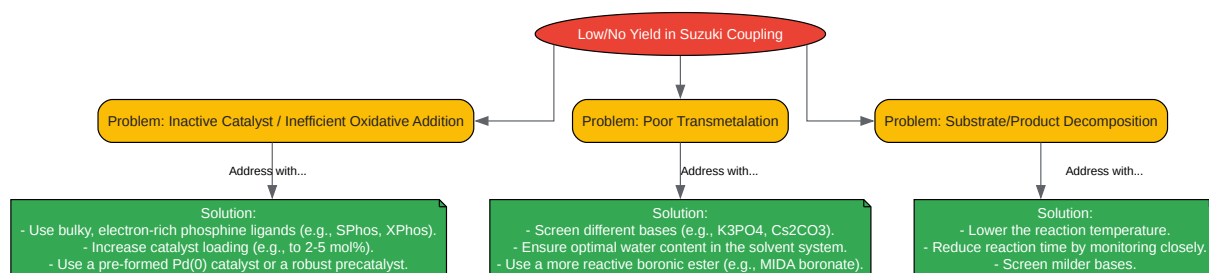 Low/No Yield in Suzuki Coupling
Problem: Inactive Catalyst / Inefficient Oxidative Addition
Problem: Poor Transmetalation
Problem: Substrate/Product Decomposition
Address with...
Address with...
Address with...
Solution:
- Use bulky, electron-rich phosphine ligands (e.g., SPhos, XPhos).
- Increase catalyst loading (e.g., to 2-5 mol%).
- Use a pre-formed Pd(0) catalyst or a robust precatalyst.
Solution:
- Screen different bases (e.g., K3PO4, Cs2CO3).
- Ensure optimal water content in the solvent system.
- Use a more reactive boronic ester (e.g., MIDA boronate).
Solution:
- Lower the reaction temperature.
- Reduce reaction time by monitoring closely.
- Screen milder bases.